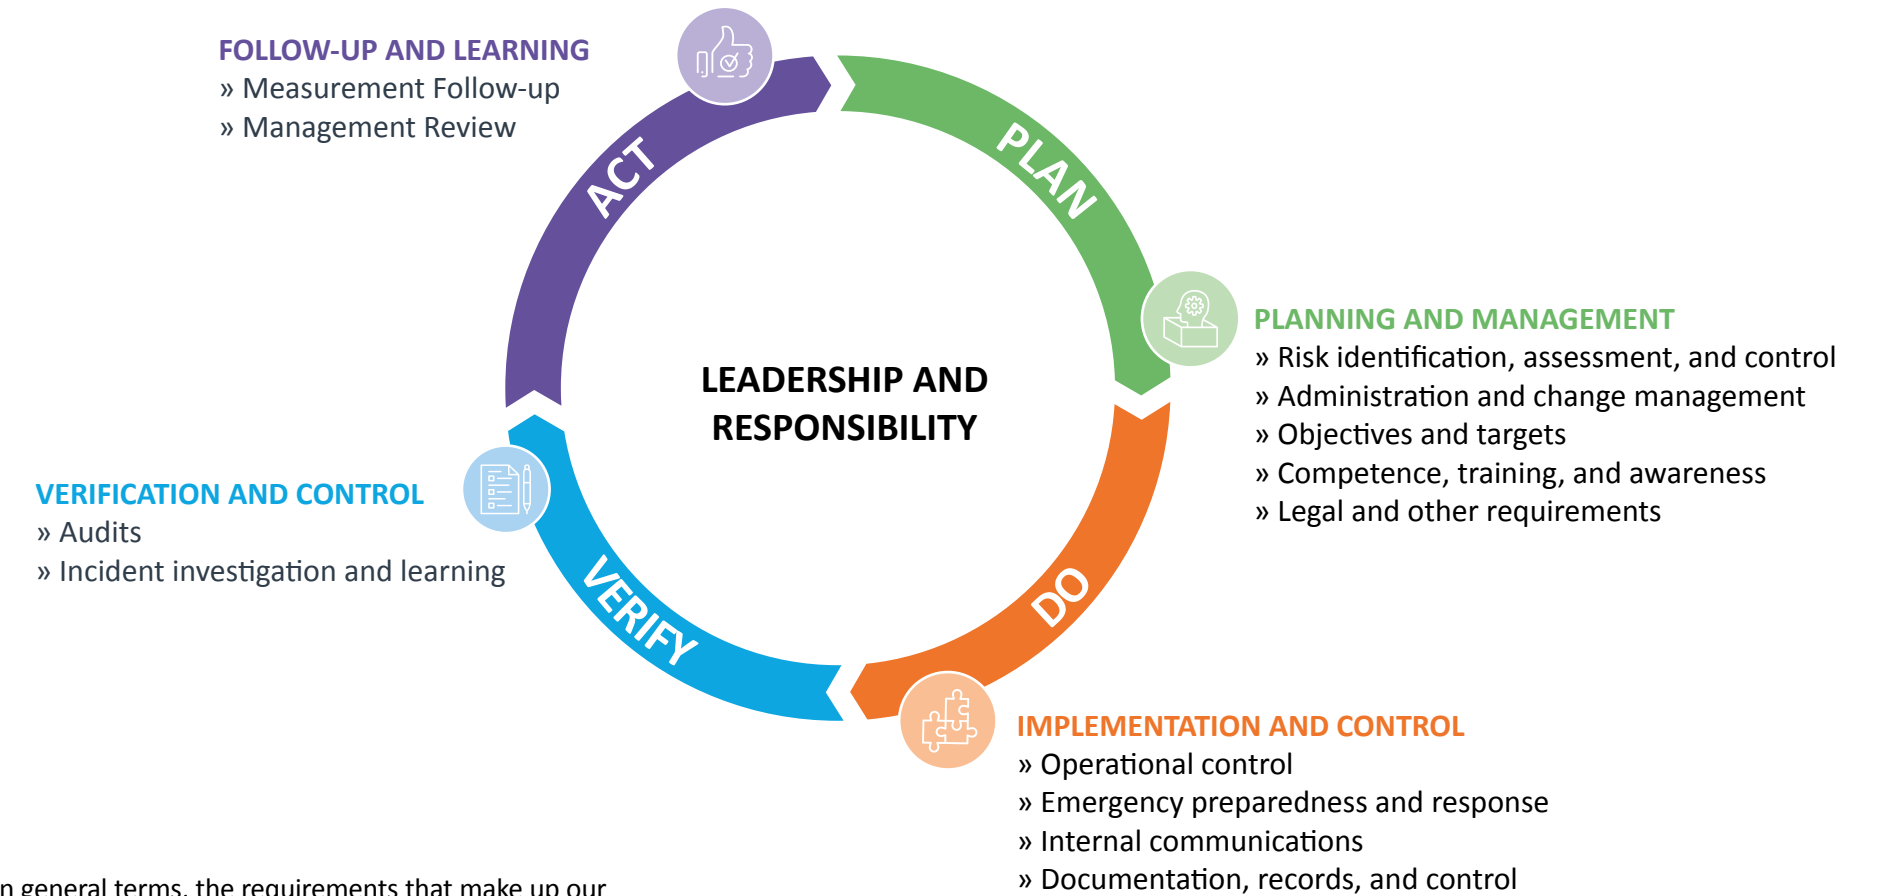 FOLLOW-UP AND LEARNING
» Measurement Follow-up
» Management Review
ACT
PLAN
LEADERSHIP AND
RESPONSIBILITY
PLANNING AND MANAGEMENT
» Risk identification, assessment, and control
» Administration and change management
» Objectives and targets
» Competence, training, and awareness
» Legal and other requirements
VERIFICATION AND CONTROL
» Audits
» Incident investigation and learning
VERIFY
DO
IMPLEMENTATION AND CONTROL
» Operational control
» Emergency preparedness and response
» Internal communications
» Documentation, records, and control
n general terms, the requirements that make up our